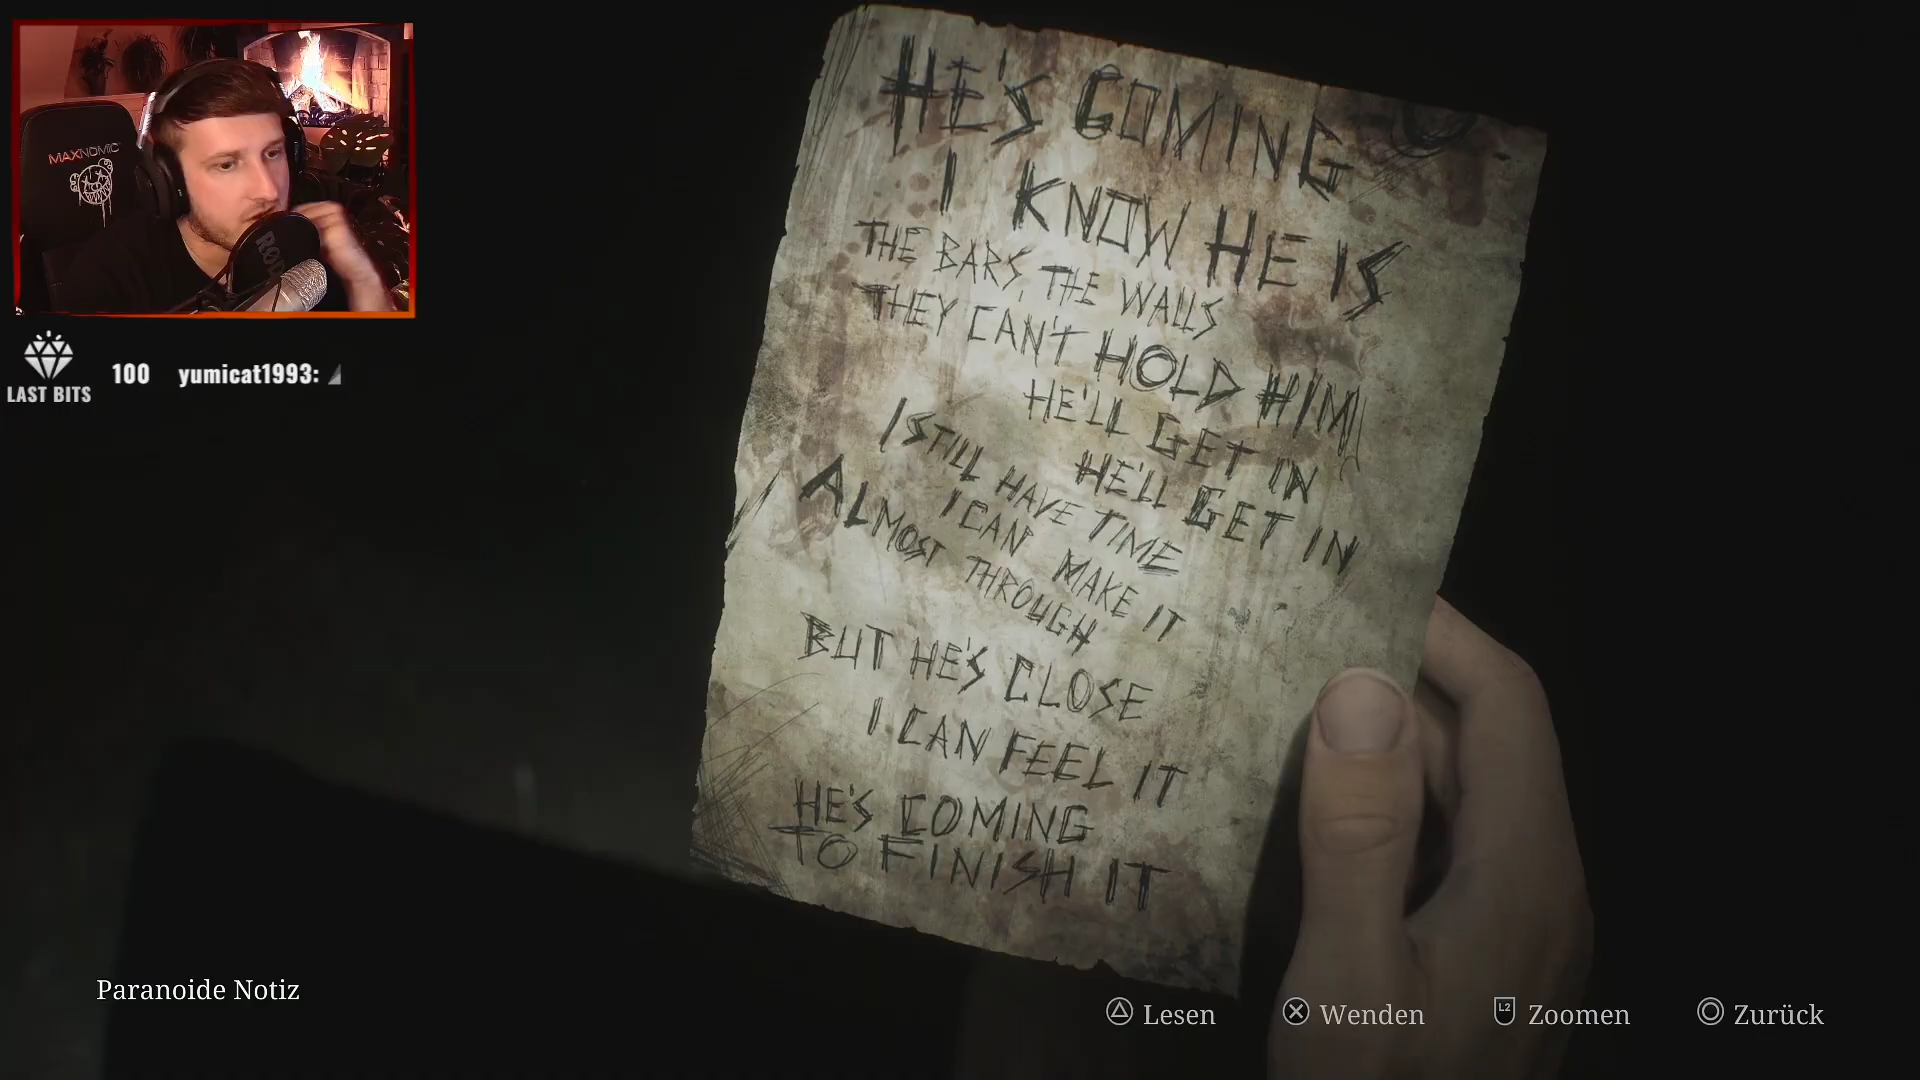 MAXNOMIC
RODE
LAST BITS
100 yumicat1993:
HE'S COMING
I KNOW HE IS
THE BARS, THE WALLS
THEY CAN'T HOLD HIM
HE'LL GET IN
HE'LL GET IN
I STILL HAVE TIME
I CAN MAKE IT
ALMOST THROUGH
BUT HE'S CLOSE
I CAN FEEL IT
HE'S COMING
TO FINISH IT
Paranoide Notiz
Lesen
Wenden
L2 Zoomen
Zurück